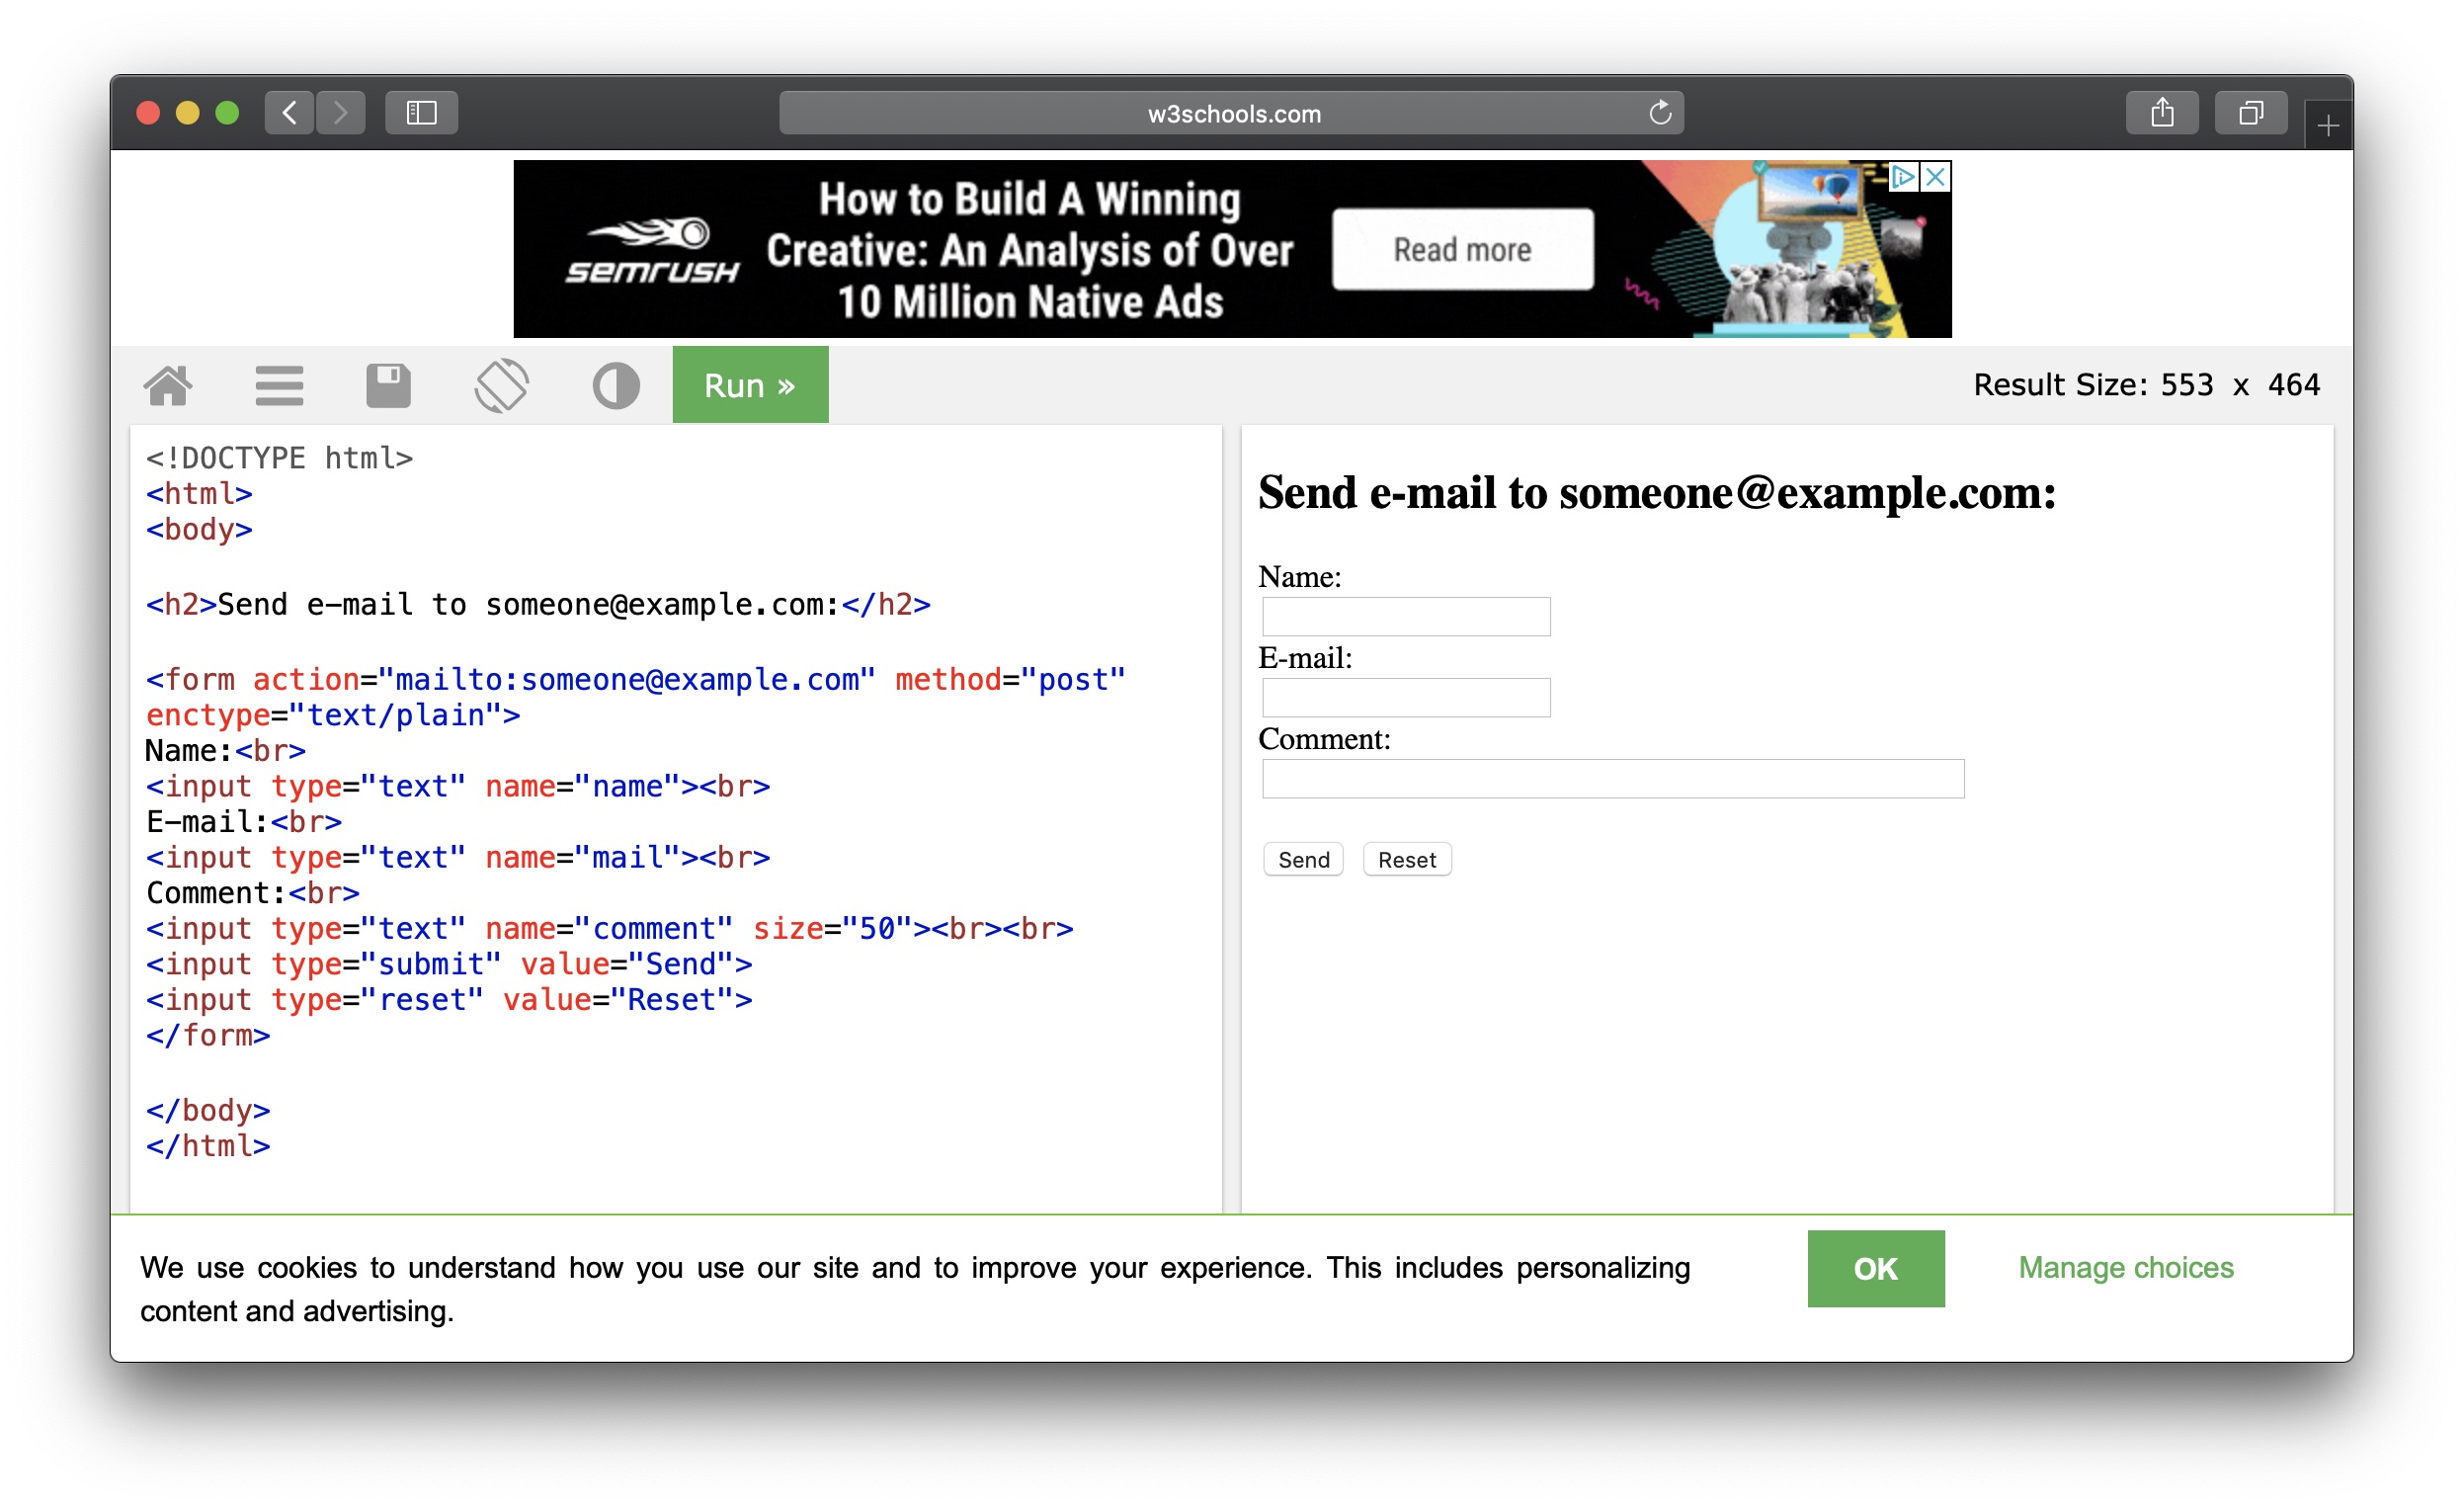 w3schools.com
semrush
How to Build A Winning
Creative: An Analysis of Over
10 Million Native Ads
Read more
Run »
Result Size: 553 x 464
<!DOCTYPE html>
<html>
<body>
<h2>Send e-mail to someone@example.com:</h2>
<form action="mailto:someone@example.com" method="post"
enctype="text/plain">
Name:<br>
<input type="text" name="name"><br>
E-mail:<br>
<input type="text" name="mail"><br>
Comment:<br>
<input type="text" name="comment" size="50"><br><br>
<input type="submit" value="Send">
<input type="reset" value="Reset">
</form>
</body>
</html>
Send e-mail to someone@example.com:
Name:
E-mail:
Comment:
Send Reset
We use cookies to understand how you use our site and to improve your experience. This includes personalizing
content and advertising.
OK
Manage choices